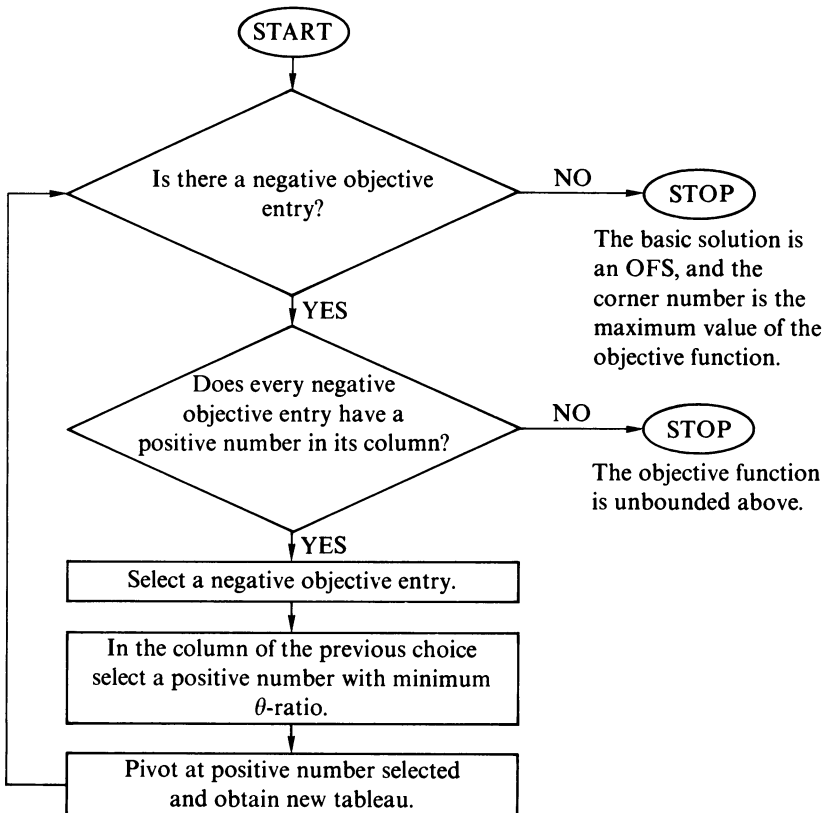 START
Is there a negative objective
entry?
NO
STOP
The basic solution is
an OFS, and the
corner number is the
maximum value of the
objective function.
YES
Does every negative
objective entry have a
positive number in its column?
NO
STOP
The objective function
is unbounded above.
YES
Select a negative objective entry.
In the column of the previous choice
select a positive number with minimum
θ-ratio.
Pivot at positive number selected
and obtain new tableau.